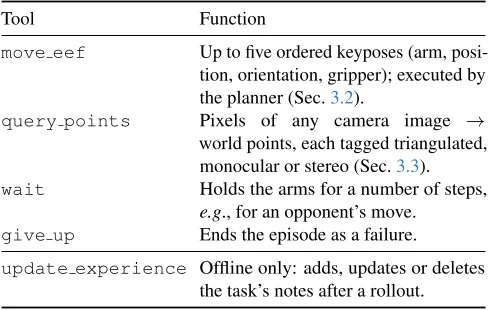 Tool Function
move_eef Up to five ordered keyposes (arm, posi-
tion, orientation, gripper); executed by
the planner (Sec. 3.2).
query_points Pixels of any camera image →
world points, each tagged triangulated,
monocular or stereo (Sec. 3.3).
wait Holds the arms for a number of steps,
e.g., for an opponent's move.
give_up Ends the episode as a failure.
update_experience Offline only: adds, updates or deletes
the task's notes after a rollout.